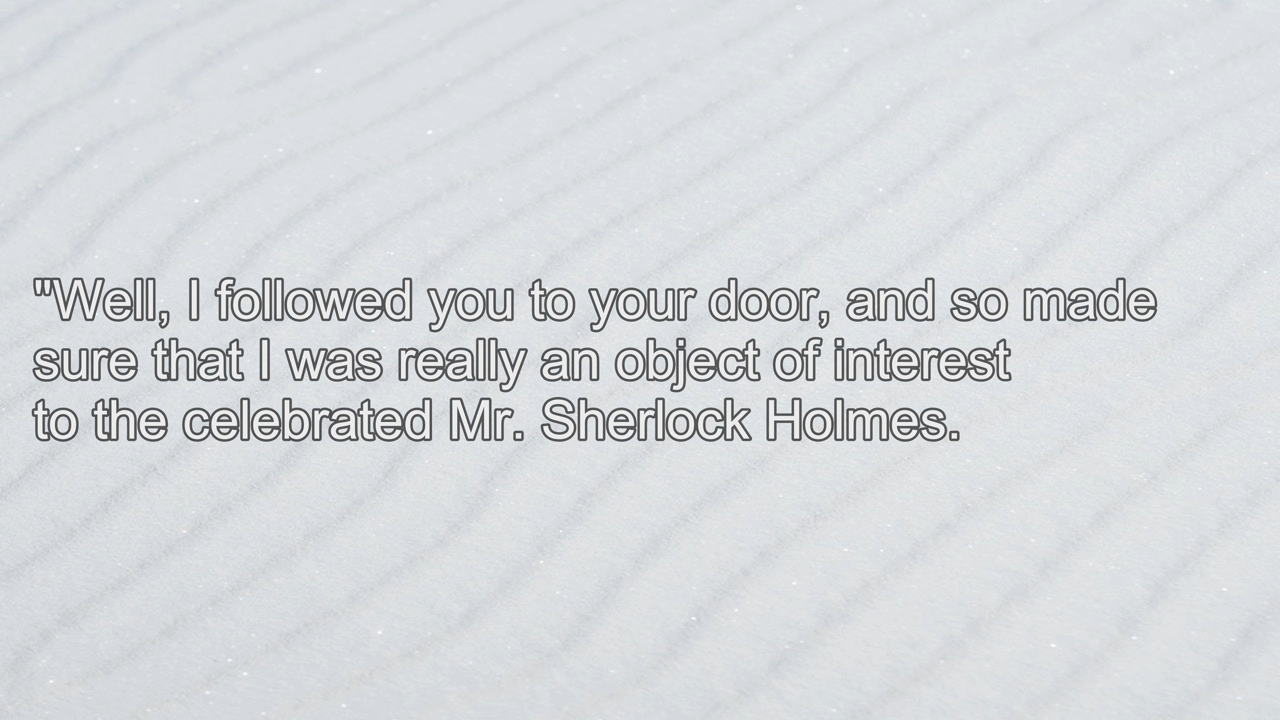 "Well, I followed you to your door, and so made
sure that I was really an object of interest
to the celebrated Mr. Sherlock Holmes.